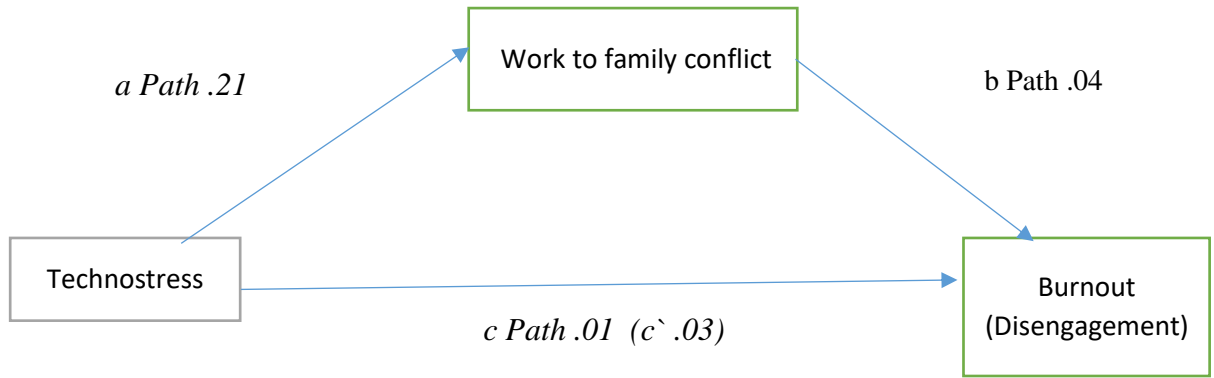 Work to family conflict
a Path .21
b Path .04
Technostress
Burnout
(Disengagement)
c Path .01 (c` .03)